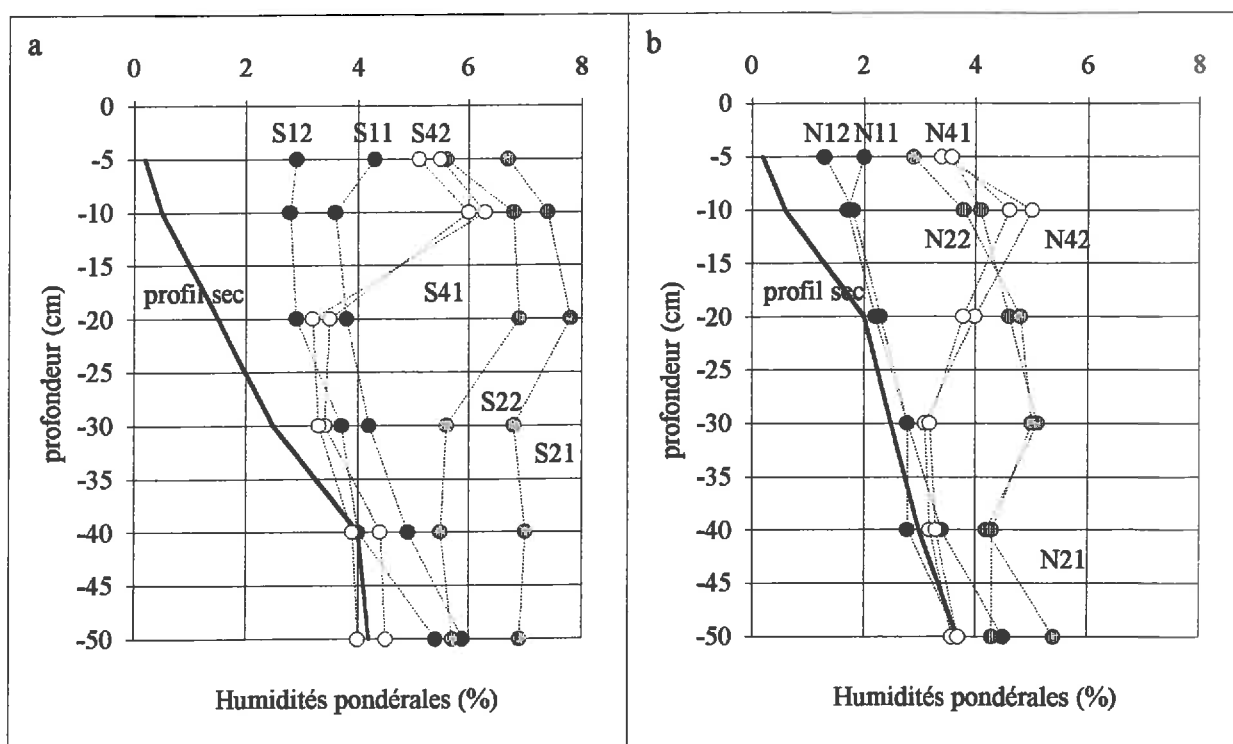 a
0 2 4 6 8
0
-5
-10
-15
-20
-25
-30
-35
-40
-45
-50
profondeur (cm)
S12 S11 S42
profil sec
S41
S22
S21
Humidités pondérales (%)
b
0 2 4 6 8
0
-5
-10
-15
-20
-25
-30
-35
-40
-45
-50
profondeur (cm)
N12 N11 N41
N22 N42
profil sec
N21
Humidités pondérales (%)